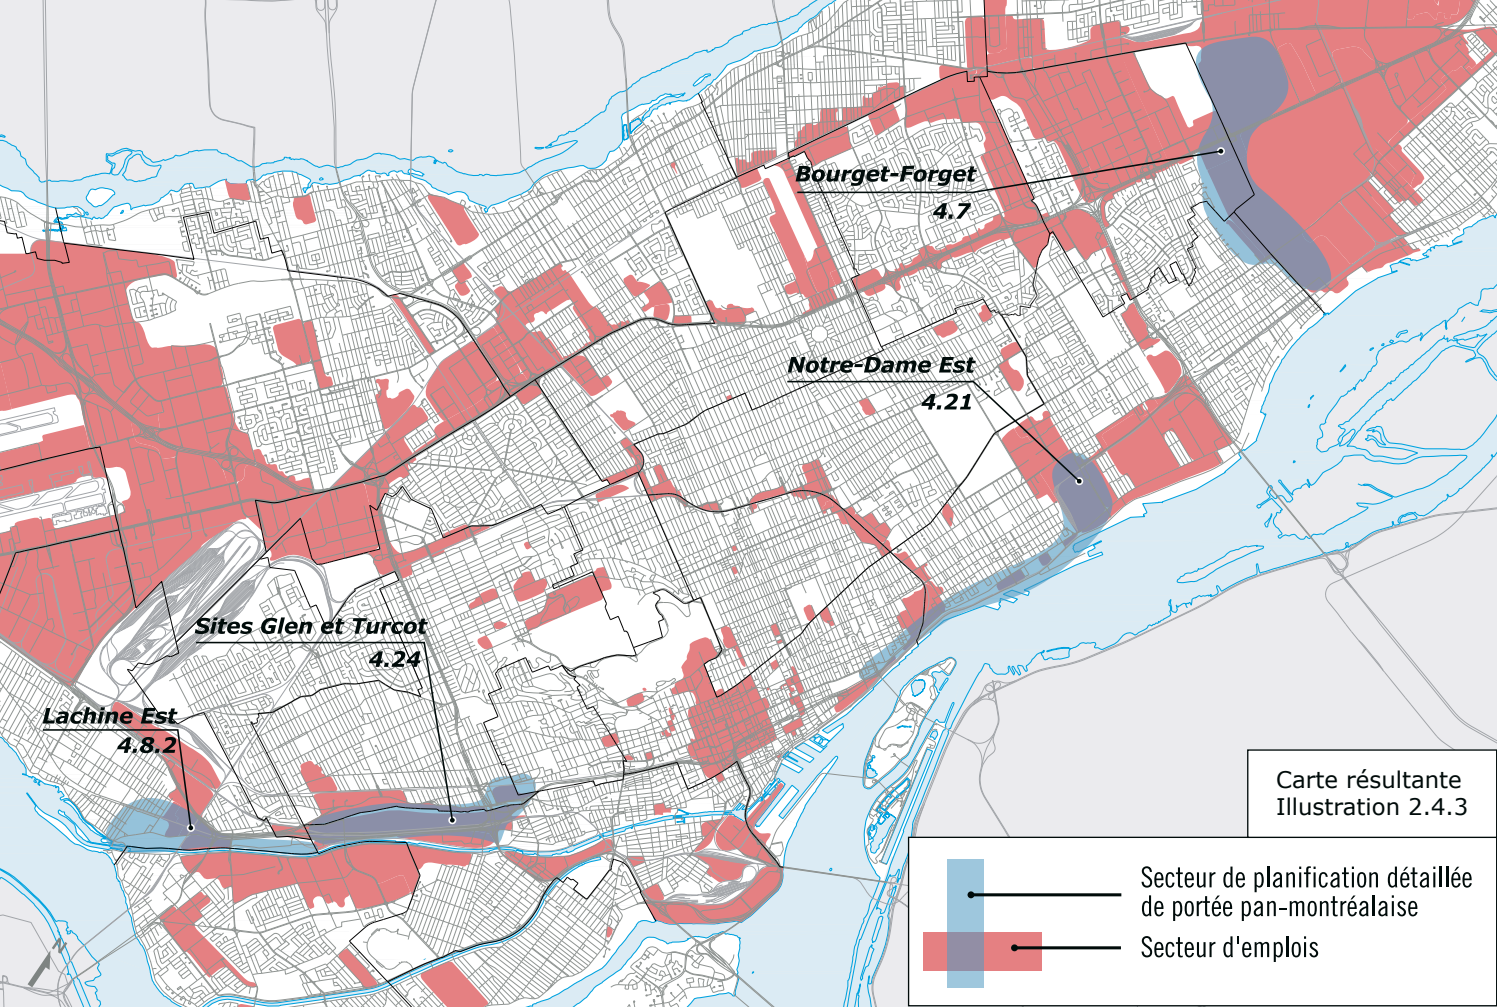 Bourget-Forget
4.7
Notre-Dame Est
4.21
Sites Glen et Turcot
4.24
Lachine Est
4.8.2
N
Carte résultante
Illustration 2.4.3
Secteur de planification détaillée
de portée pan-montréalaise
Secteur d'emplois